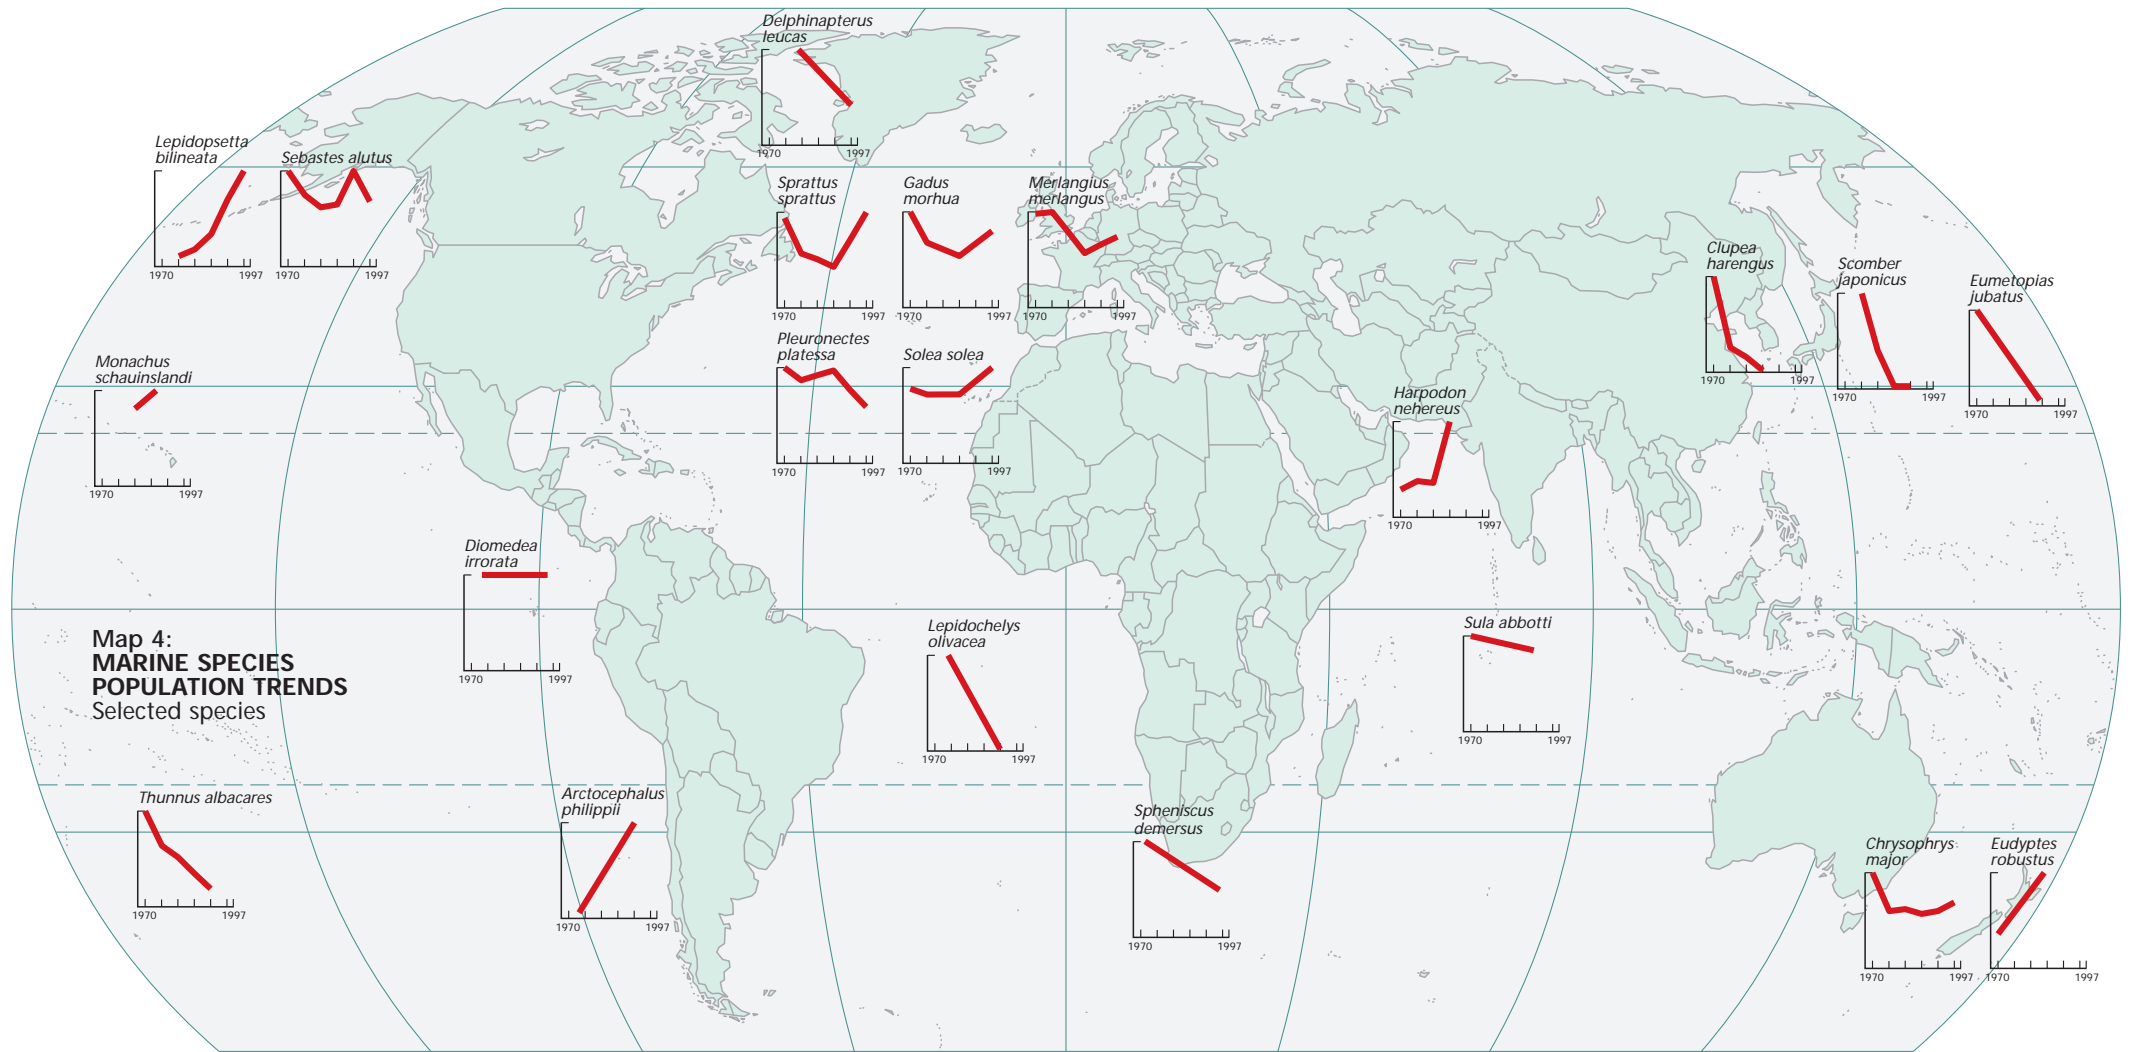 Delphinapterus
leucas
1970 1997
Lepidopsetta
bilineata
1970 1997
Sebastes alutus
1970 1997
Sprattus
sprattus
1970 1997
Gadus
morhua
1970 1997
Merlangius
merlangus
1970 1997
Clupea
harengus
1970 1997
Scomber
japonicus
1970 1997
Eumetopias
jubatus
1970 1997
Monachus
schauinslandi
1970 1997
Pleuronectes
platessa
1970 1997
Solea solea
1970 1997
Harpodon
nehereus
1970 1997
Diomedea
irrorata
1970 1997
Lepidochelys
olivacea
1970 1997
Sula abbotti
1970 1997
Map 4:
MARINE SPECIES
POPULATION TRENDS
Selected species
Thunnus albacares
1970 1997
Arctocephalus
philippii
1970 1997
Spheniscus
demersus
1970 1997
Chrysophrys
major
1970 1997
Eudyptes
robustus
1970 1997